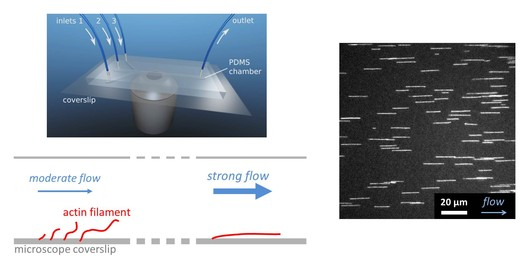 inlets 1 2 3
outlet
PDMS
chamber
coverslip
moderate flow
strong flow
actin filament
microscope coverslip
20 μm flow